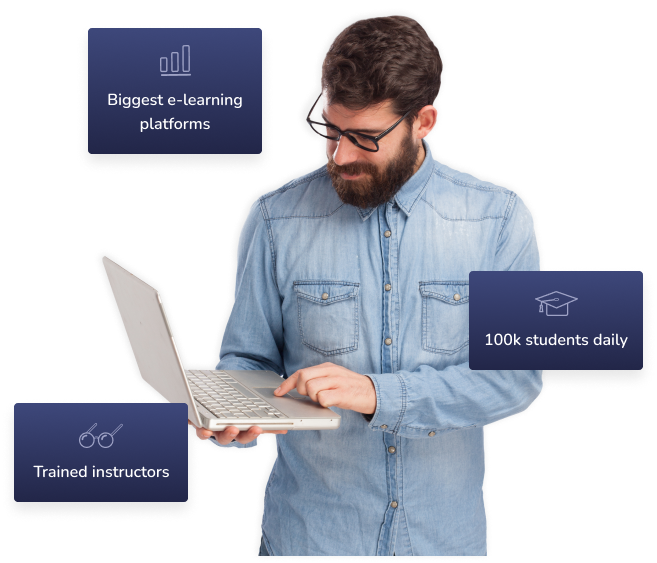 Biggest e-learning
platforms
100k students daily
Trained instructors